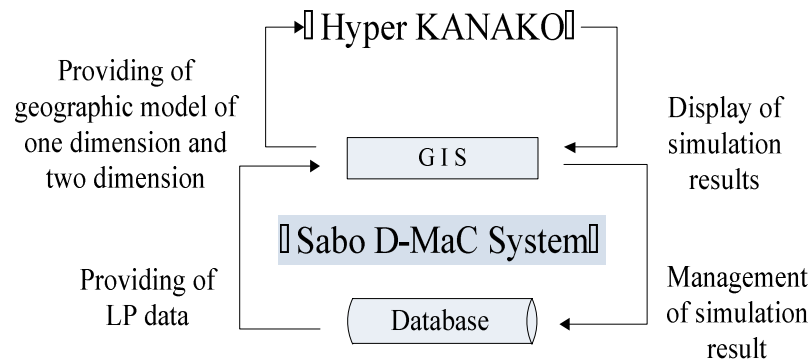 ▯Hyper KANAKO▯
Providing of
geographic model of
one dimension and
two dimension
Display of
simulation
results
GIS
▯Sabo D-MaC System▯
Providing of
LP data
Database
Management
of simulation
result